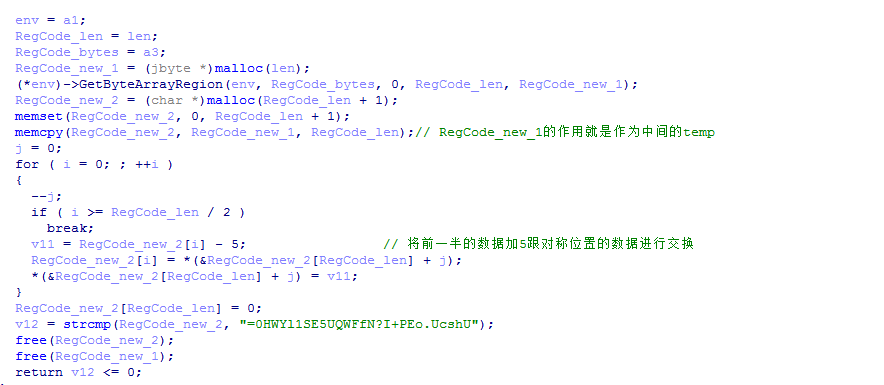 env = a1;
RegCode_len = len;
RegCode_bytes = a3;
RegCode_new_1 = (jbyte *)malloc(len);
(*env)->GetByteArrayRegion(env, RegCode_bytes, 0, RegCode_len, RegCode_new_1);
RegCode_new_2 = (char *)malloc(RegCode_len + 1);
memset(RegCode_new_2, 0, RegCode_len + 1);
memcpy(RegCode_new_2, RegCode_new_1, RegCode_len);// RegCode_new_1的作用就是作为中间的temp
j = 0;
for ( i = 0; ; ++i )
{
--j;
if ( i >= RegCode_len / 2 )
break;
v11 = RegCode_new_2[i] - 5; // 将前一半的数据加5跟对称位置的数据进行交换
RegCode_new_2[i] = *(&RegCode_new_2[RegCode_len] + j);
*(&RegCode_new_2[RegCode_len] + j) = v11;
}
RegCode_new_2[RegCode_len] = 0;
v12 = strcmp(RegCode_new_2, "=0HWYl1SE5UQWFfN?I+PEo.UcshU");
free(RegCode_new_2);
free(RegCode_new_1);
return v12 <= 0;